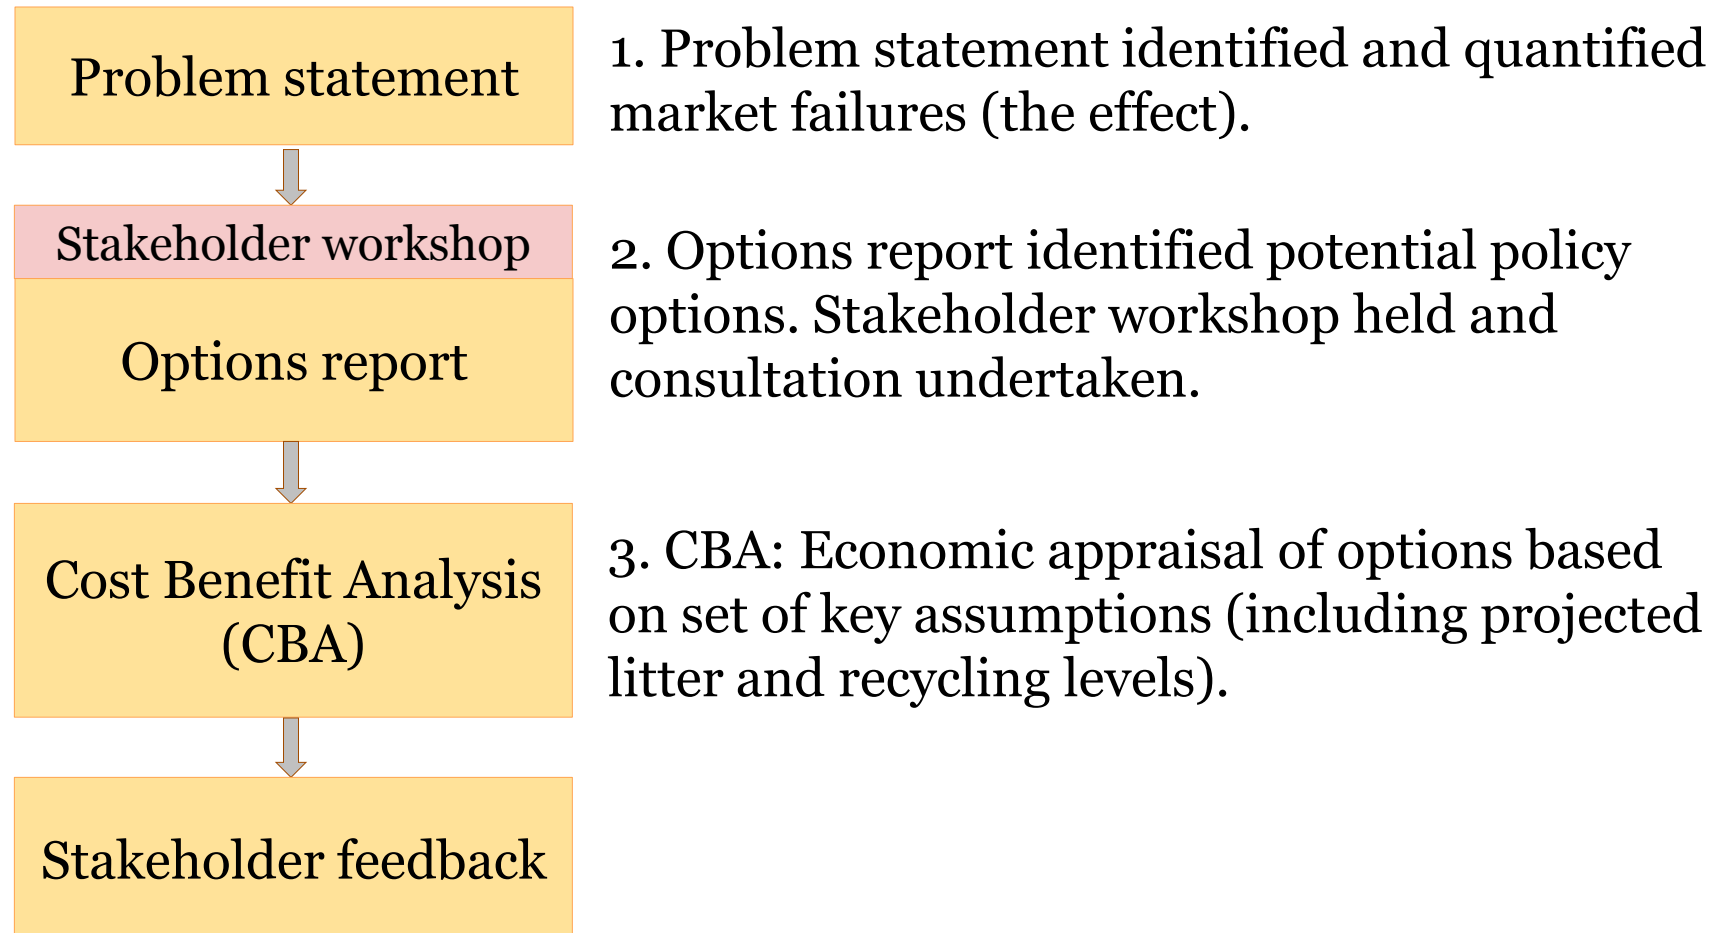 Problem statement
1. Problem statement identified and quantified
market failures (the effect).
Stakeholder workshop
Options report
2. Options report identified potential policy
options. Stakeholder workshop held and
consultation undertaken.
Cost Benefit Analysis
(CBA)
3. CBA: Economic appraisal of options based
on set of key assumptions (including projected
litter and recycling levels).
Stakeholder feedback